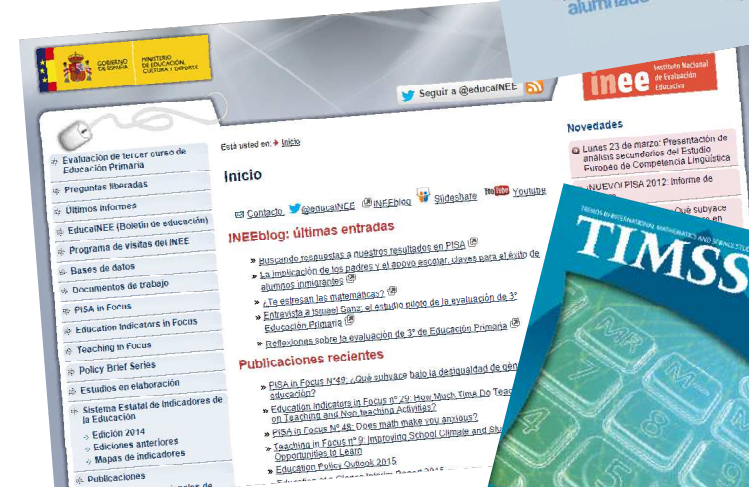 alumnado
GOBIERNO
DE ESPAÑA
MINISTERIO
DE EDUCACIÓN,
CULTURA Y DEPORTE
Seguir a @educaINEE
inee
Instituto Nacional
de Evaluación
Educativa
Evaluación de tercer curso de
Educación Primaria
Preguntas liberadas
Últimos informes
EducaINEE (Boletín de educación)
Programa de visitas del INEE
Bases de datos
Documentos de trabajo
PISA in Focus
Education Indicators in Focus
Teaching in Focus
Policy Brief Series
Estudios en elaboración
Sistema Estatal de Indicadores de
la Educación
Edición 2014
Ediciones anteriores
Mapas de indicadores
Publicaciones
Está usted en: Inicio
Inicio
Contacto @educaINEE INEEblog Slideshare YouTube Youtube
INEEblog: últimas entradas
» Buscando respuestas a nuestros resultados en PISA
» La implicación de los padres y el apoyo escolar, claves para el éxito de
alumnos inmigrantes
» ¿Te estresan las matemáticas?
» Entrevista a Ismael Sanz: el estudio piloto de la evaluación de 3º
Educación Primaria
» Reflexiones sobre la evaluación de 3º de Educación Primaria
Publicaciones recientes
» PISA in Focus Nº49: ¿Qué subyace bajo la desigualdad de gén
educación?
» Education Indicators in Focus nº 29: How Much Time Do Teac
on Teaching and Non-teaching Activities?
» PISA in Focus Nº 48: Does math make you anxious?
» Teaching in Focus nº 9: Improving School Climate and Stu
Opportunities to Learn
» Education Policy Outlook 2015
Novedades
Lunes 23 de marzo: Presentación de
análisis secundarios del Estudio
Europeo de Competencia Lingüística
¡NUEVO! PISA 2012: Informe de
Qué subyace
en
TRENDS IN INTERNATIONAL MATHEMATICS AND SCIENCE STUD
TIMSS
MR
M-
7
8
4
5